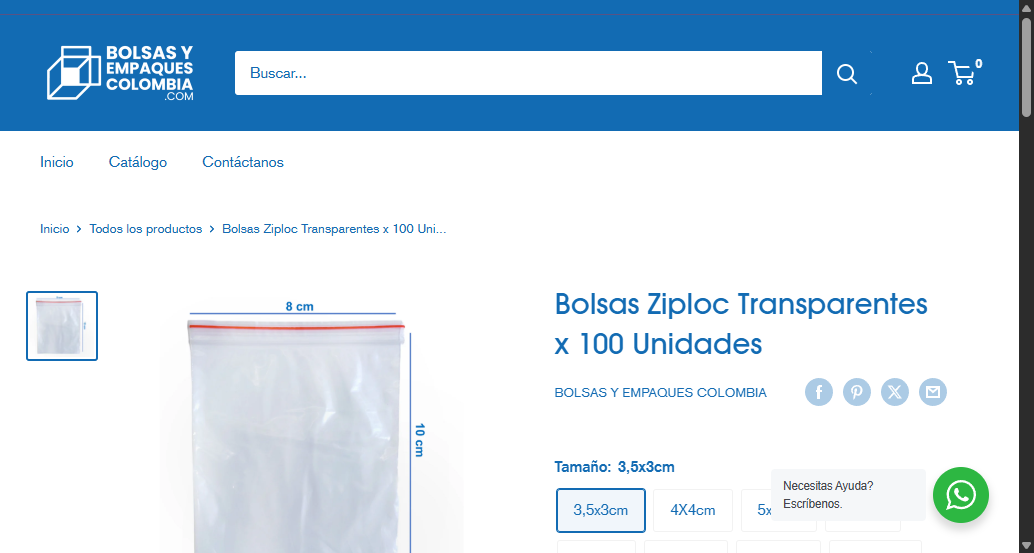 BOLSAS Y
EMPAQUES
COLOMBIA
.COM
Buscar...
0
Inicio
Catálogo
Contáctanos
Inicio > Todos los productos > Bolsas Ziploc Transparentes x 100 Uni...
8 cm
10 cm
Bolsas Ziploc Transparentes
x 100 Unidades
BOLSAS Y EMPAQUES COLOMBIA
Tamaño: 3,5x3cm
3,5x3cm
4X4cm
5x
Necesitas Ayuda?
Escríbenos.